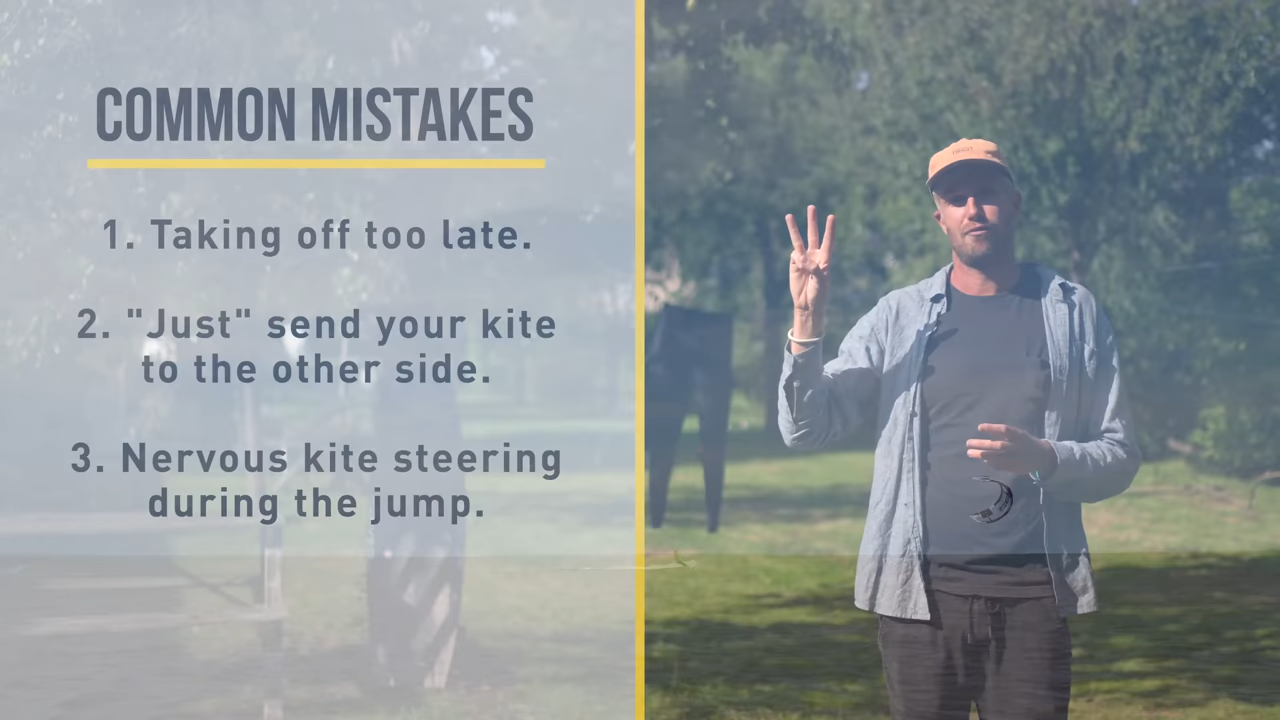 COMMON MISTAKES
1. Taking off too late.
2. "Just" send your kite
to the other side.
3. Nervous kite steering
during the jump.